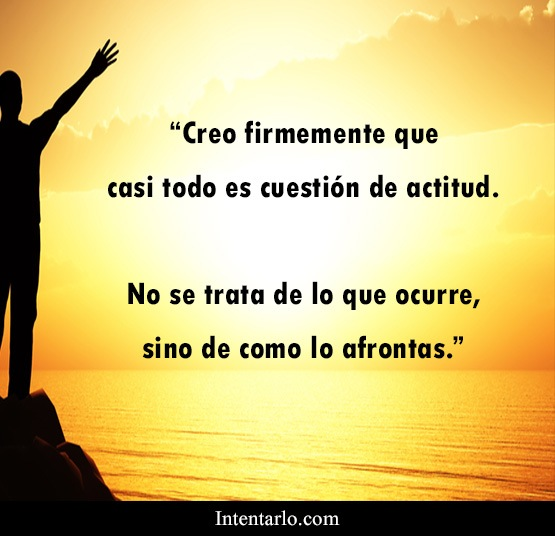 “Creo firmemente que
casi todo es cuestión de actitud.
No se trata de lo que ocurre,
sino de como lo afrontas.”
Intentarlo.com